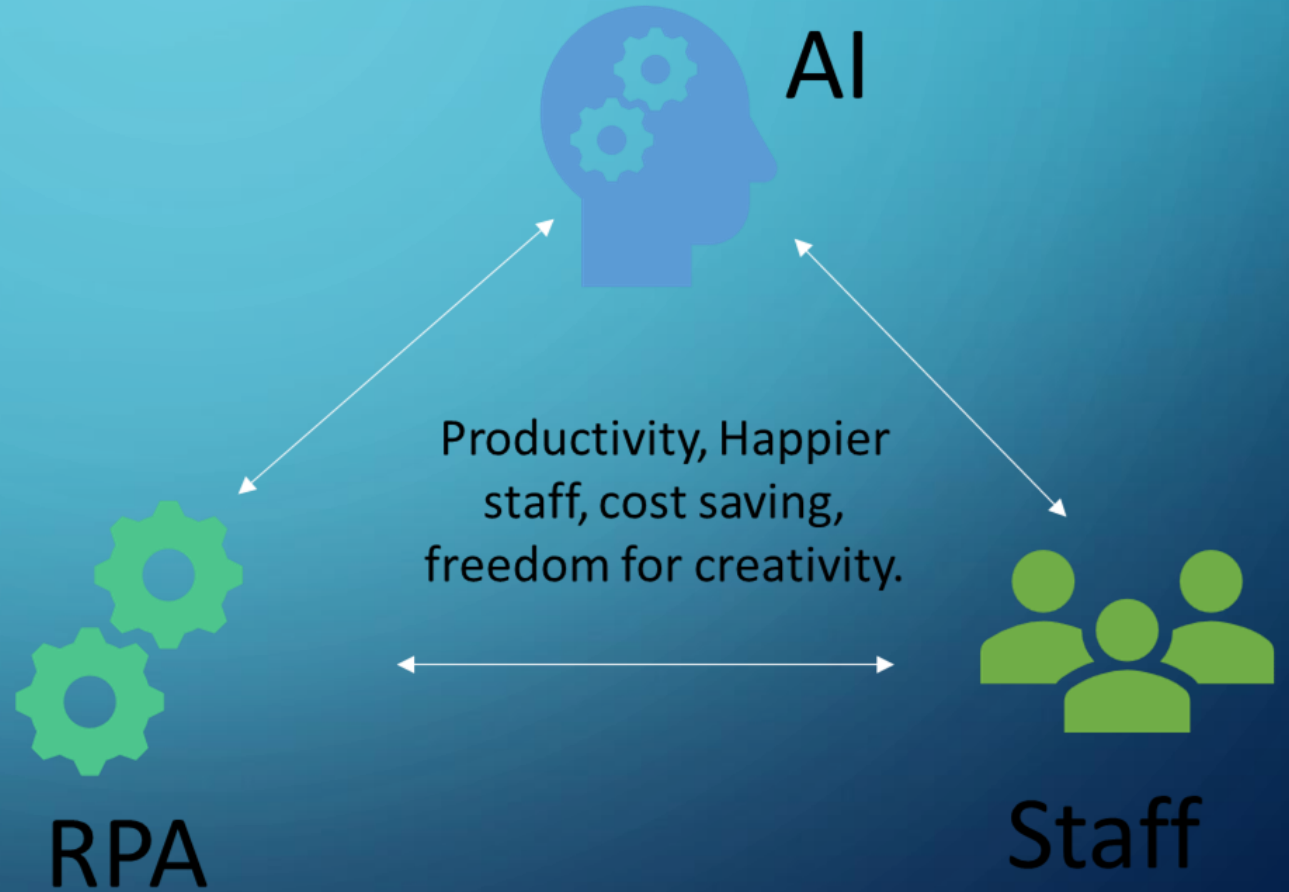 AI
Productivity, Happier
staff, cost saving,
freedom for creativity.
RPA
Staff